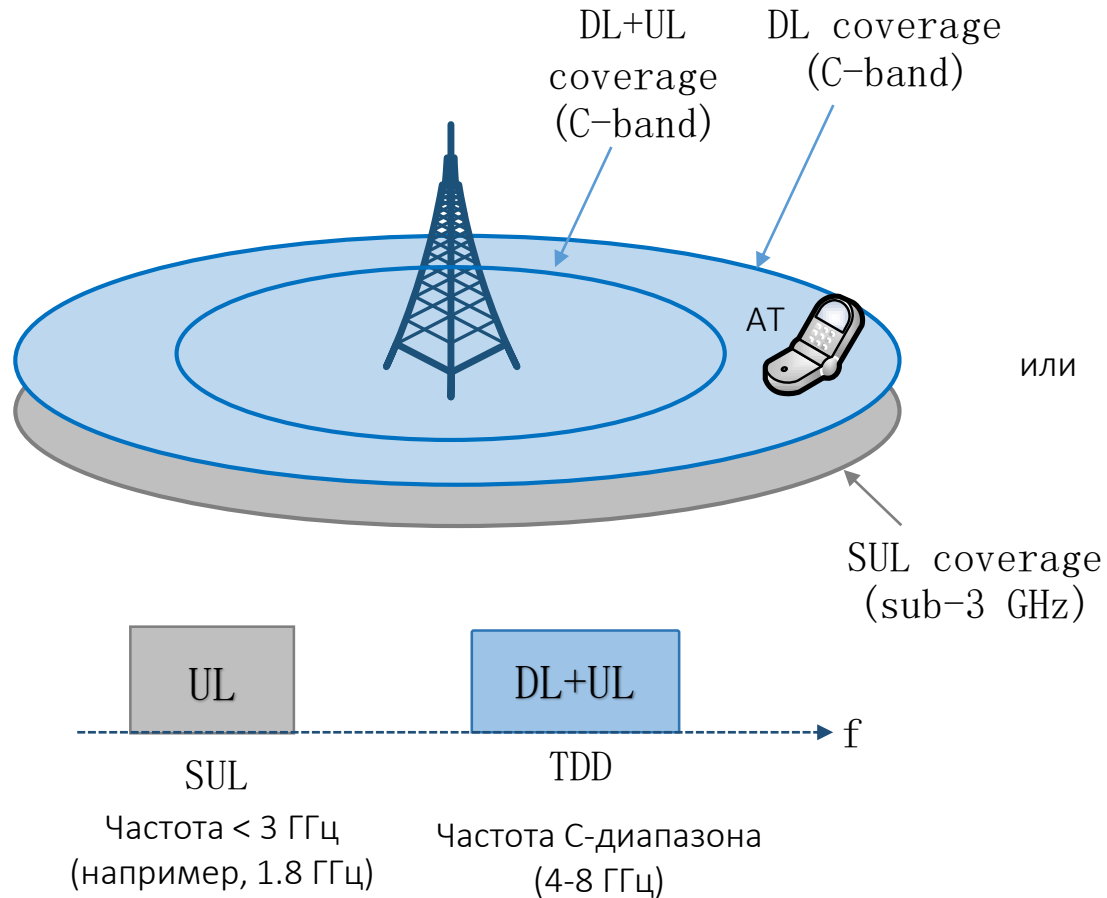 DL+UL
coverage
(C-band)
DL coverage
(C-band)
АТ
или
SUL coverage
(sub-3 GHz)
UL
DL+UL
f
SUL
TDD
Частота < 3 ГГц
(например, 1.8 ГГц)
Частота С-диапазона
(4-8 ГГц)